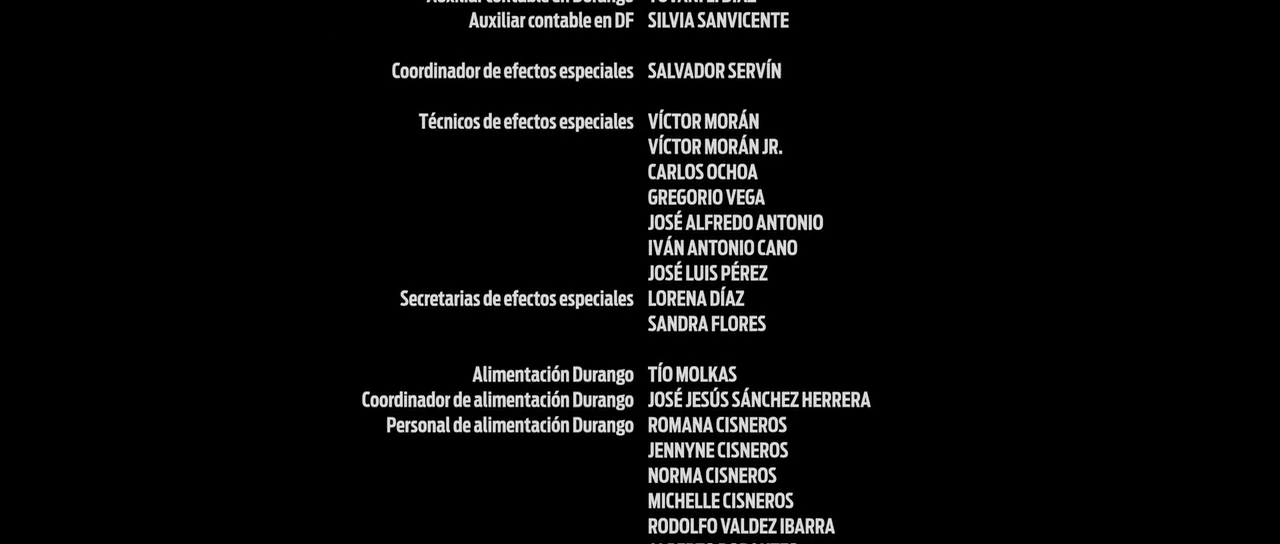 Auxiliar contable en DF SILVIA SANVICENTE
Coordinador de efectos especiales SALVADOR SERVÍN
Técnicos de efectos especiales VÍCTOR MORÁN
VÍCTOR MORÁN JR.
CARLOS OCHOA
GREGORIO VEGA
JOSÉ ALFREDO ANTONIO
IVÁN ANTONIO CANO
JOSÉ LUIS PÉREZ
Secretarias de efectos especiales LORENA DÍAZ
SANDRA FLORES
Alimentación Durango TÍO MOLKAS
Coordinador de alimentación Durango JOSÉ JESÚS SÁNCHEZ HERRERA
Personal de alimentación Durango ROMANA CISNEROS
JENNYNE CISNEROS
NORMA CISNEROS
MICHELLE CISNEROS
RODOLFO VALDEZ IBARRA